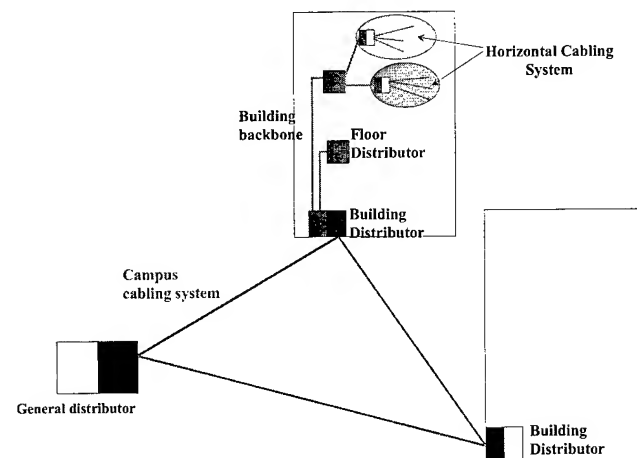 Horizontal Cabling
System
Building
backbone
Floor
Distributor
Building
Distributor
Campus
cabling system
General distributor
Building
Distributor